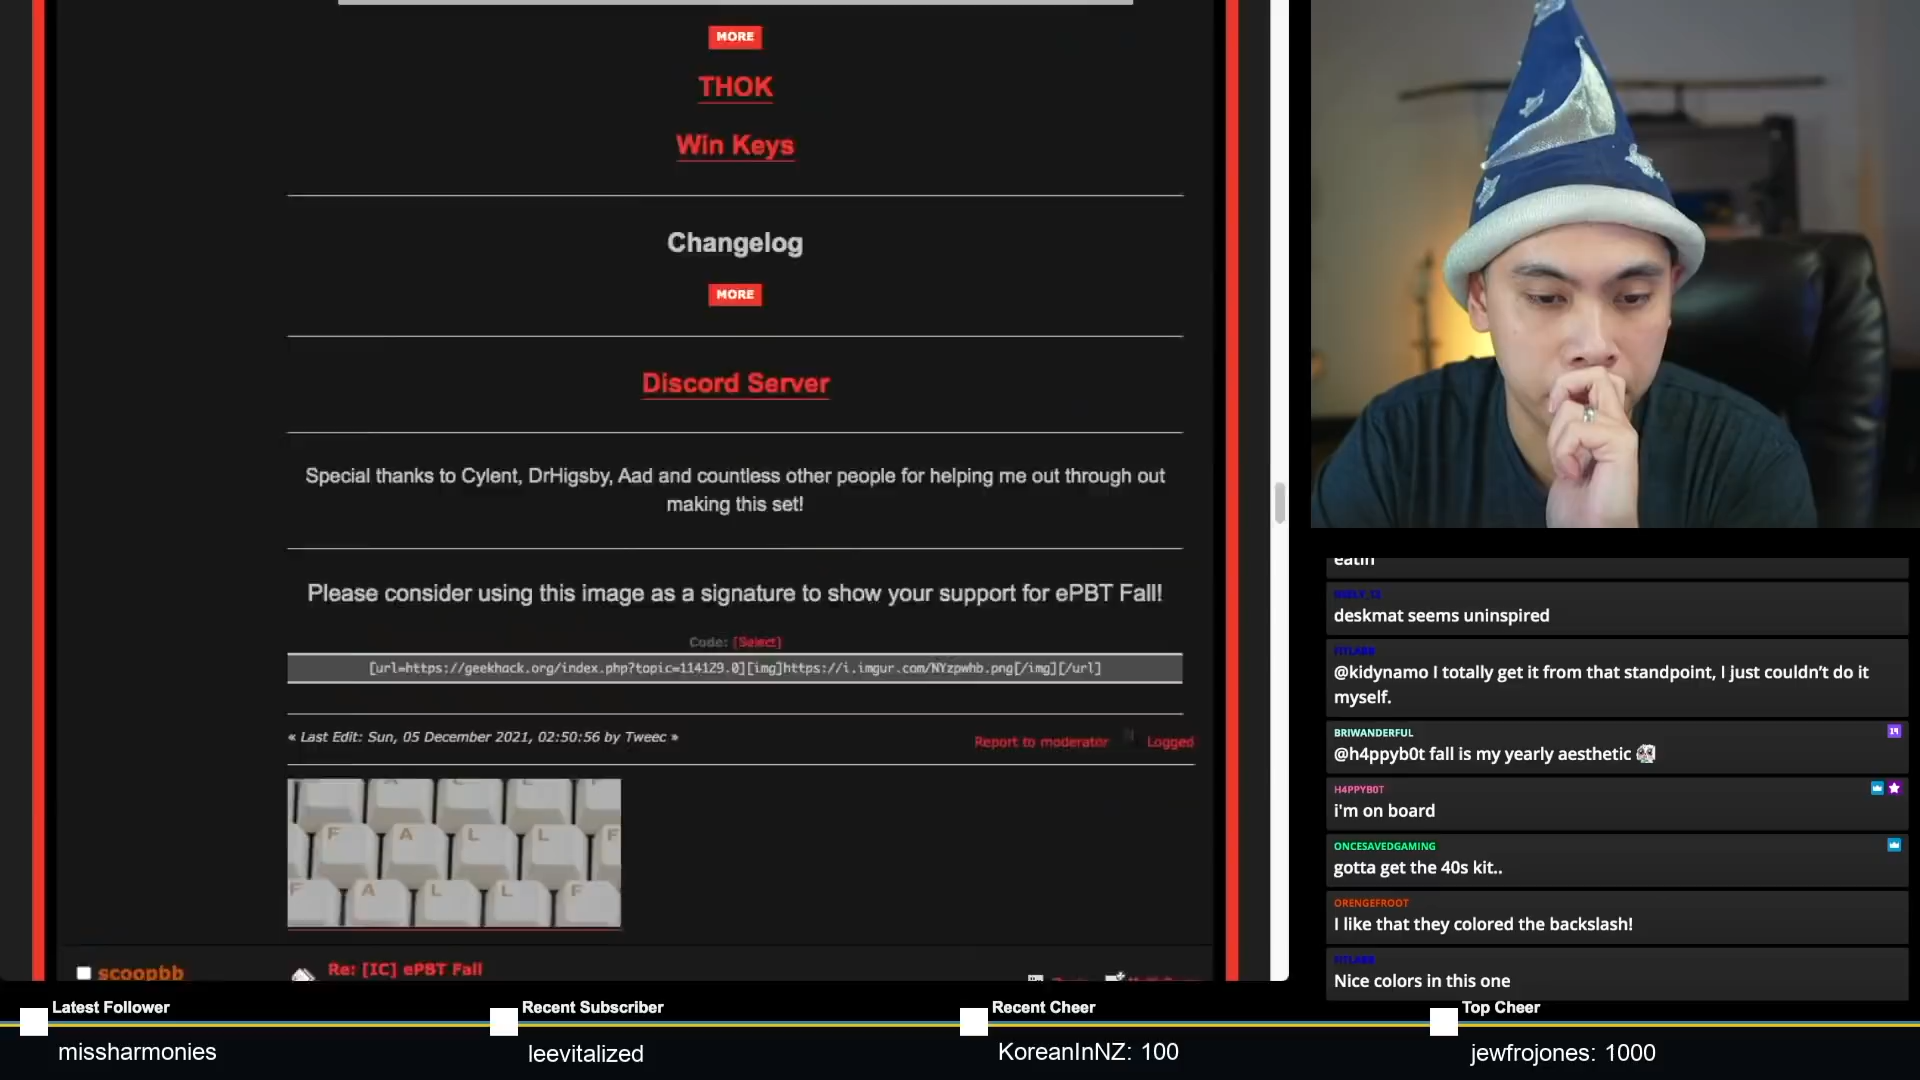 MORE
THOK
Win Keys
Changelog
MORE
Discord Server
Special thanks to Cylent, DrHigsby, Aad and countless other people for helping me out through out
making this set!
Please consider using this image as a signature to show your support for ePBT Fall!
Code: [Select]
[url=https://geekhack.org/index.php?topic=114129.0][img]https://i.imgur.com/NYzpwhb.png[/img][/url]
« Last Edit: Sun, 05 December 2021, 02:50:56 by Tweec »
Report to moderator
Logged
F A L L F
F A L L F
scoopbb
Re: [IC] ePBT Fall
eatin
deskmat seems uninspired
@kidynamo I totally get it from that standpoint, I just couldn't do it
myself.
BRIWANDERFUL
@h4ppyb0t fall is my yearly aesthetic
H4PPYB0T
i'm on board
ONCESAVEDGAMING
gotta get the 40s kit..
ORENGEFROOT
I like that they colored the backslash!
Nice colors in this one
Latest Follower
missharmonies
Recent Subscriber
leevitalized
Recent Cheer
KoreanInNZ: 100
Top Cheer
jewfrojones: 1000